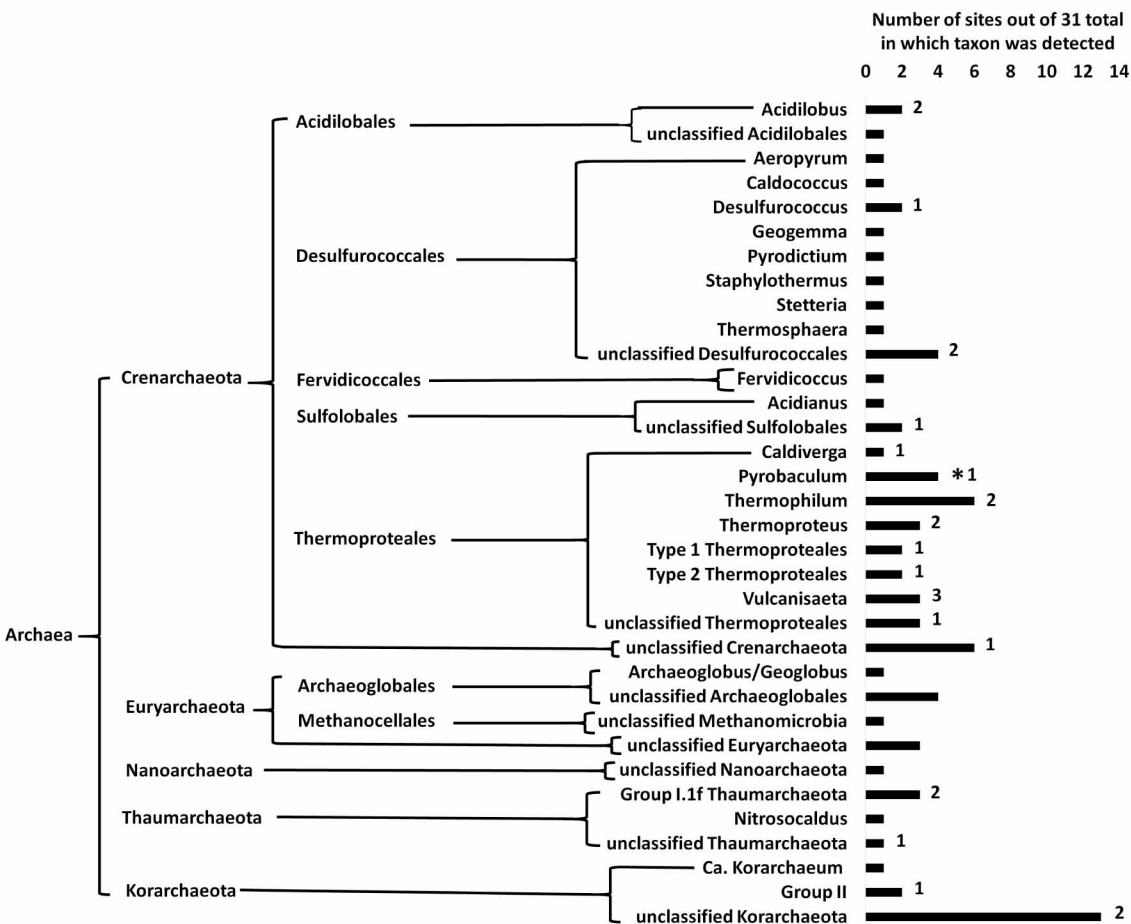 Number of sites out of 31 total
in which taxon was detected
0 2 4 6 8 10 12 14
Acidilobales
Acidilobus 2
unclassified Acidilobales
Desulfurococcales
Aeropyrum
Caldococcus
Desulfurococcus 1
Geogemma
Pyrodictium
Staphylothermus
Stetteria
Thermosphaera
unclassified Desulfurococcales 2
Crenarchaeota
Fervidicoccales
Fervidicoccus
Sulfolobales
Acidianus
unclassified Sulfolobales 1
Thermoproteales
Caldiverga 1
Pyrobaculum *1
Thermophilum 2
Thermoproteus 2
Type 1 Thermoproteales 1
Type 2 Thermoproteales 1
Vulcanisaeta 3
unclassified Thermoproteales 1
Archaea
unclassified Crenarchaeota 1
Euryarchaeota
Archaeoglobales
Archaeoglobus/Geoglobus
unclassified Archaeoglobales
Methanocellales
unclassified Methanomicrobia
unclassified Euryarchaeota
Nanoarchaeota
unclassified Nanoarchaeota
Thaumarchaeota
Group I.1f Thaumarchaeota 2
Nitrosocaldus
unclassified Thaumarchaeota 1
Korarchaeota
Ca. Korarchaeum
Group II 1
unclassified Korarchaeota 2